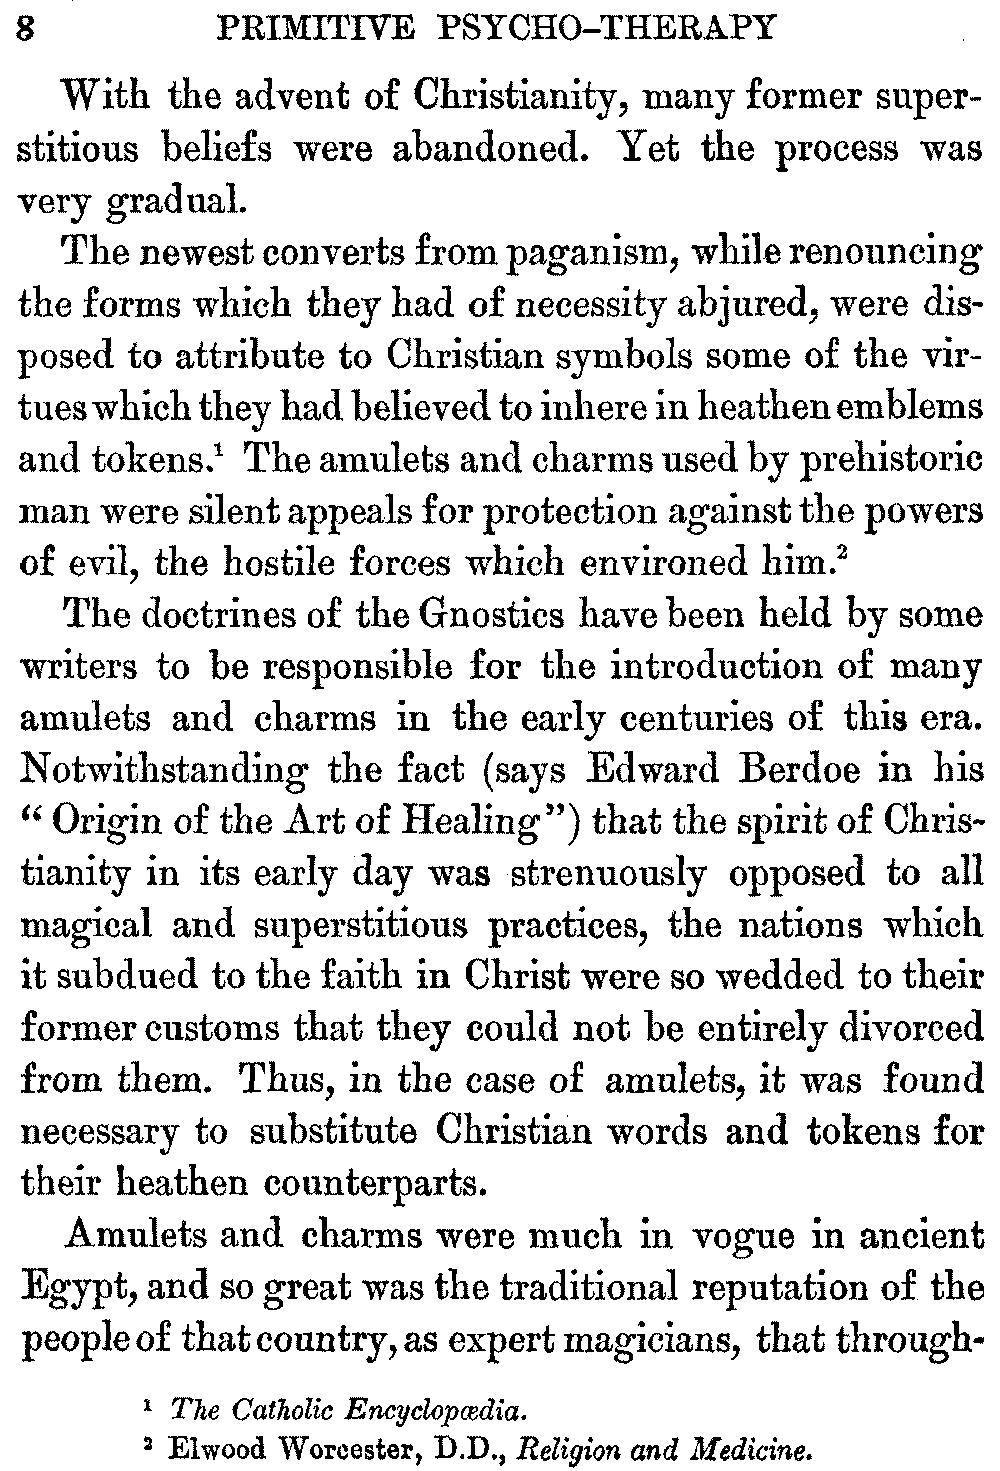 8 PRIMITIVE PSYCHO-THERAPY
With the advent of Christianity, many former super-
stitious beliefs were abandoned. Yet the process was
very gradual.
The newest converts from paganism, while renouncing
the forms which they had of necessity abjured, were dis-
posed to attribute to Christian symbols some of the vir-
tues which they had believed to inhere in heathen emblems
and tokens.¹ The amulets and charms used by prehistoric
man were silent appeals for protection against the powers
of evil, the hostile forces which environed him.²
The doctrines of the Gnostics have been held by some
writers to be responsible for the introduction of many
amulets and charms in the early centuries of this era.
Notwithstanding the fact (says Edward Berdoe in his
“Origin of the Art of Healing”) that the spirit of Chris-
tianity in its early day was strenuously opposed to all
magical and superstitious practices, the nations which
it subdued to the faith in Christ were so wedded to their
former customs that they could not be entirely divorced
from them. Thus, in the case of amulets, it was found
necessary to substitute Christian words and tokens for
their heathen counterparts.
Amulets and charms were much in vogue in ancient
Egypt, and so great was the traditional reputation of the
people of that country, as expert magicians, that through-
¹ The Catholic Encyclopædia.
² Elwood Worcester, D.D., Religion and Medicine.